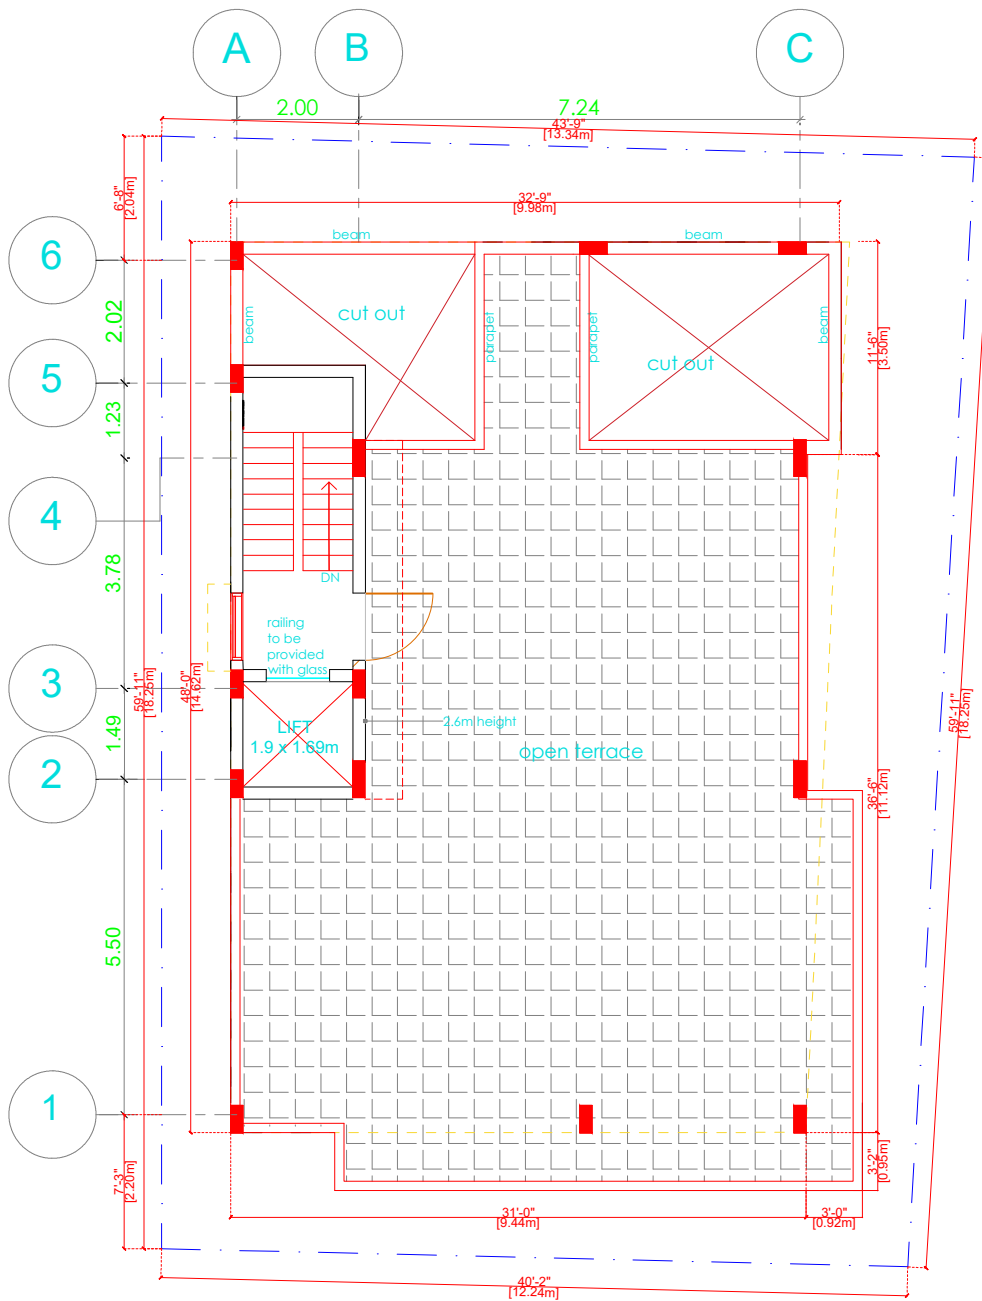 A
B
C
2.00
7.24
43'-9"
[13.34m]
6'-8"
[2.04m]
32'-9"
[9.98m]
beam
beam
6
cut out
beam
parapet
parapet
beam
2.02
11'-6"
[3.50m]
cut out
5
1.23
4
3.78
DN
railing
to be
provided
with glass
3
59'-11"
[18.25m]
48'-0"
[14.62m]
LIFT
1.9 x 1.69m
2.6m height
1.49
open terrace
59'-11"
[18.25m]
2
36'-6"
[11.12m]
5.50
1
7'-3"
[2.20m]
3'-2"
[0.95m]
31'-0"
[9.44m]
3'-0"
[0.92m]
40'-2"
[12.24m]